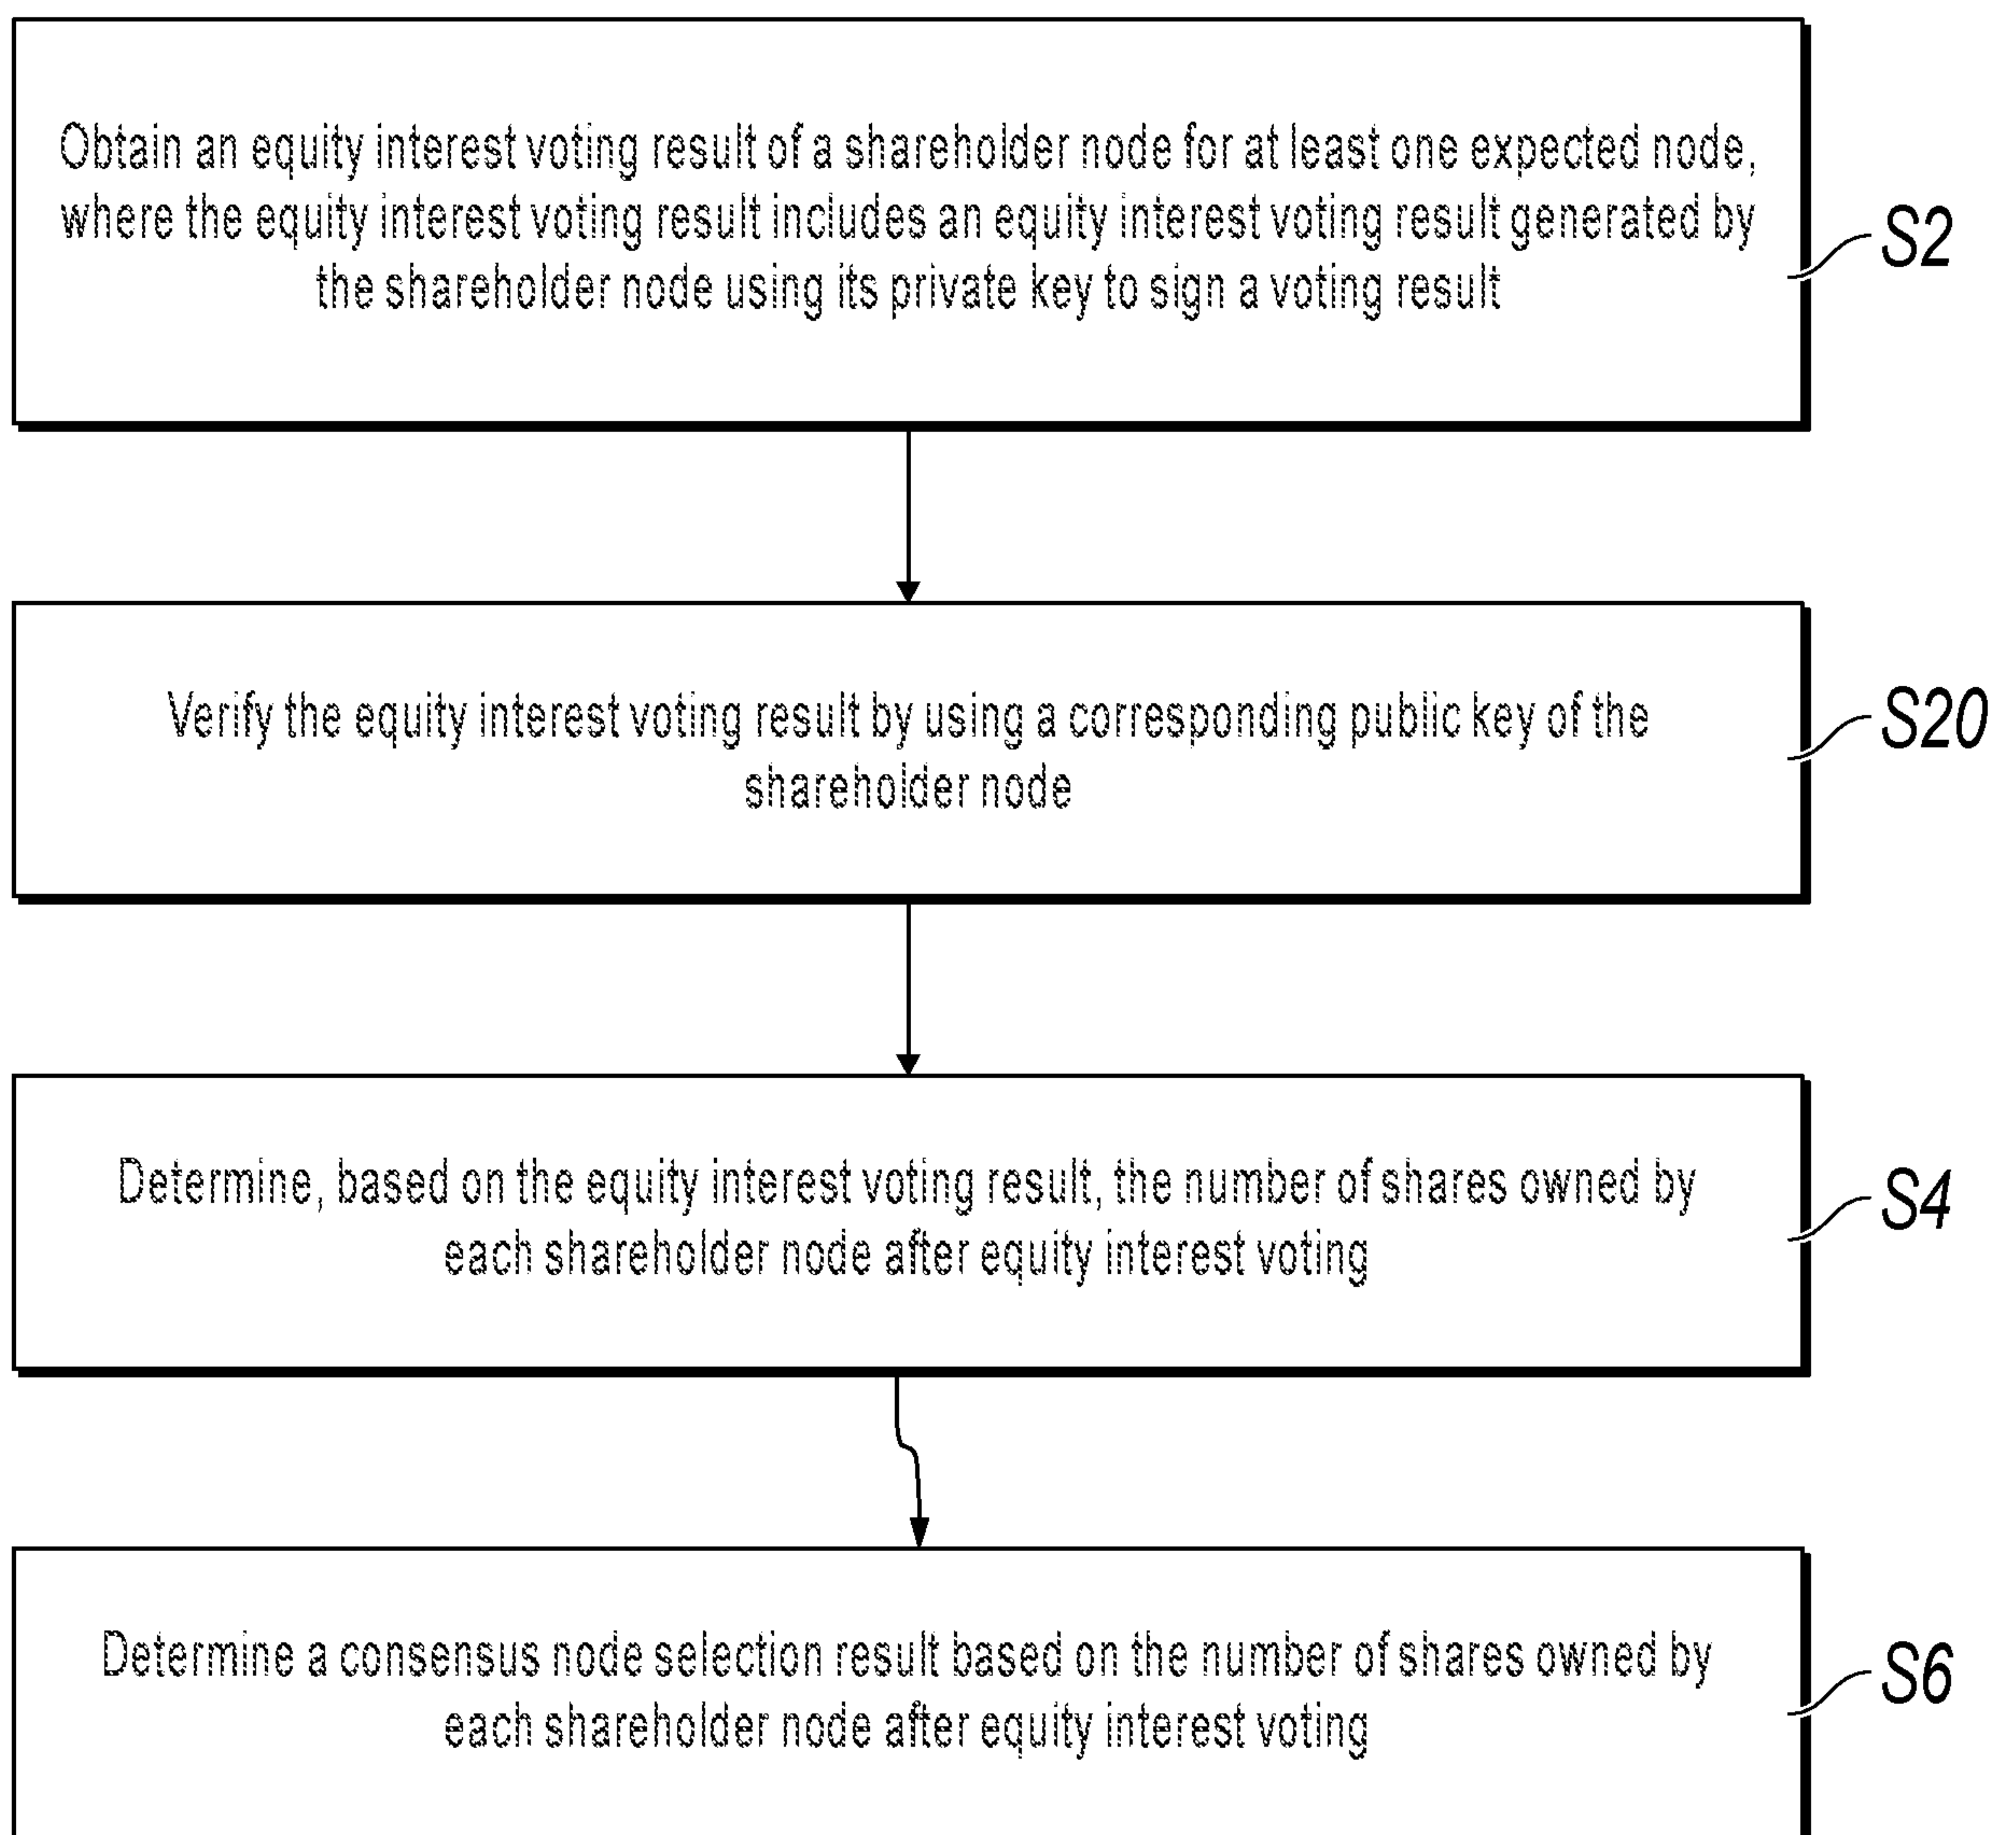 Obtain an equity interest voting result of a shareholder node for at least one expected node,
where the equity interest voting result includes an equity interest voting result generated by
the shareholder node using its private key to sign a voting result
S2
Verify the equity interest voting result by using a corresponding public key of the
shareholder node
S20
Determine, based on the equity interest voting result, the number of shares owned by
each shareholder node after equity interest voting
S4
Determine a consensus node selection result based on the number of shares owned by
each shareholder node after equity interest voting
S6